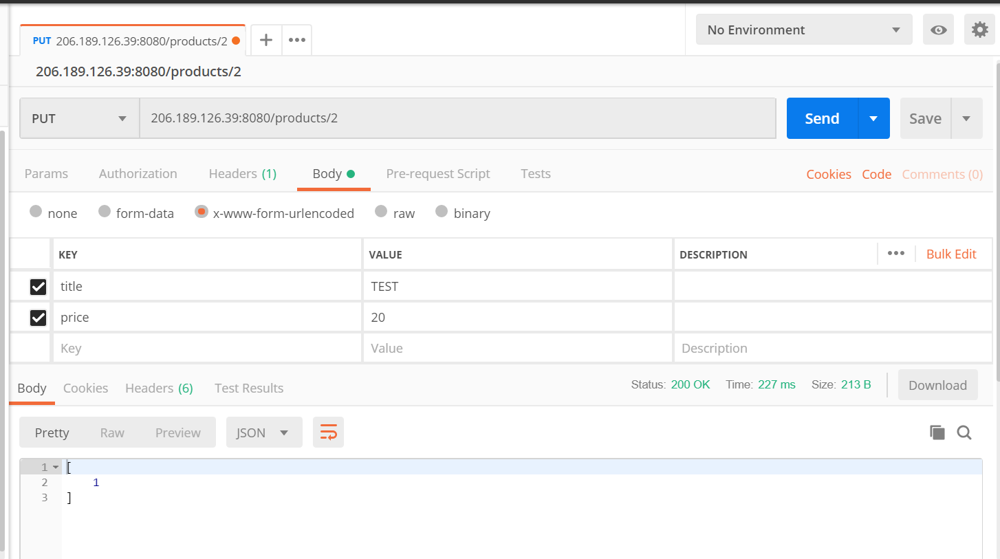 PUT 206.189.126.39:8080/products/2 No Environment
206.189.126.39:8080/products/2
PUT 206.189.126.39:8080/products/2 Send Save
Params Authorization Headers (1) Body Pre-request Script Tests Cookies Code Comments (0)
none form-data x-www-form-urlencoded raw binary
KEY VALUE DESCRIPTION Bulk Edit
title TEST
price 20
Key Value Description
Body Cookies Headers (6) Test Results Status: 200 OK Time: 227 ms Size: 213 B Download
Pretty Raw Preview JSON
1 [
2 1
3 ]